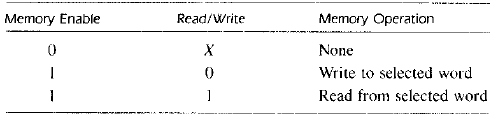 Memory Enable Read/Write Memory Operation
0 X None
1 0 Write to selected word
1 1 Read from selected word